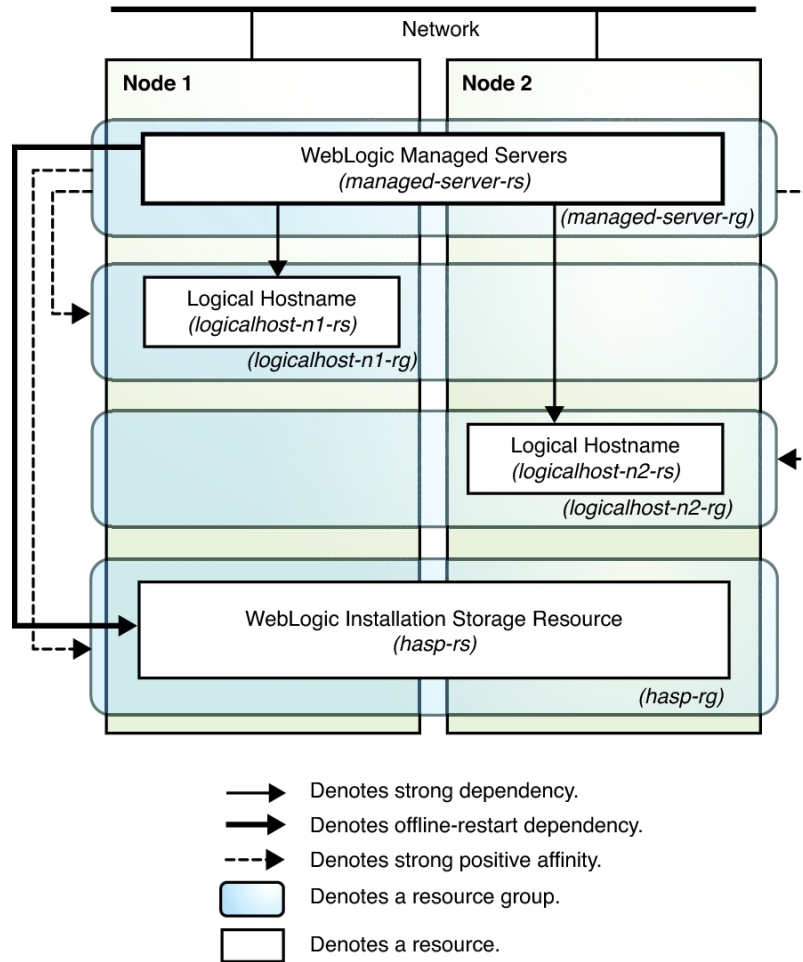 Network
Node 1
Node 2
WebLogic Managed Servers
(managed-server-rs)
(managed-server-rg)
Logical Hostname
(logicalhost-n1-rs)
(logicalhost-n1-rg)
Logical Hostname
(logicalhost-n2-rs)
(logicalhost-n2-rg)
WebLogic Installation Storage Resource
(hasp-rs)
(hasp-rg)
Denotes strong dependency.
Denotes offline-restart dependency.
Denotes strong positive affinity.
Denotes a resource group.
Denotes a resource.